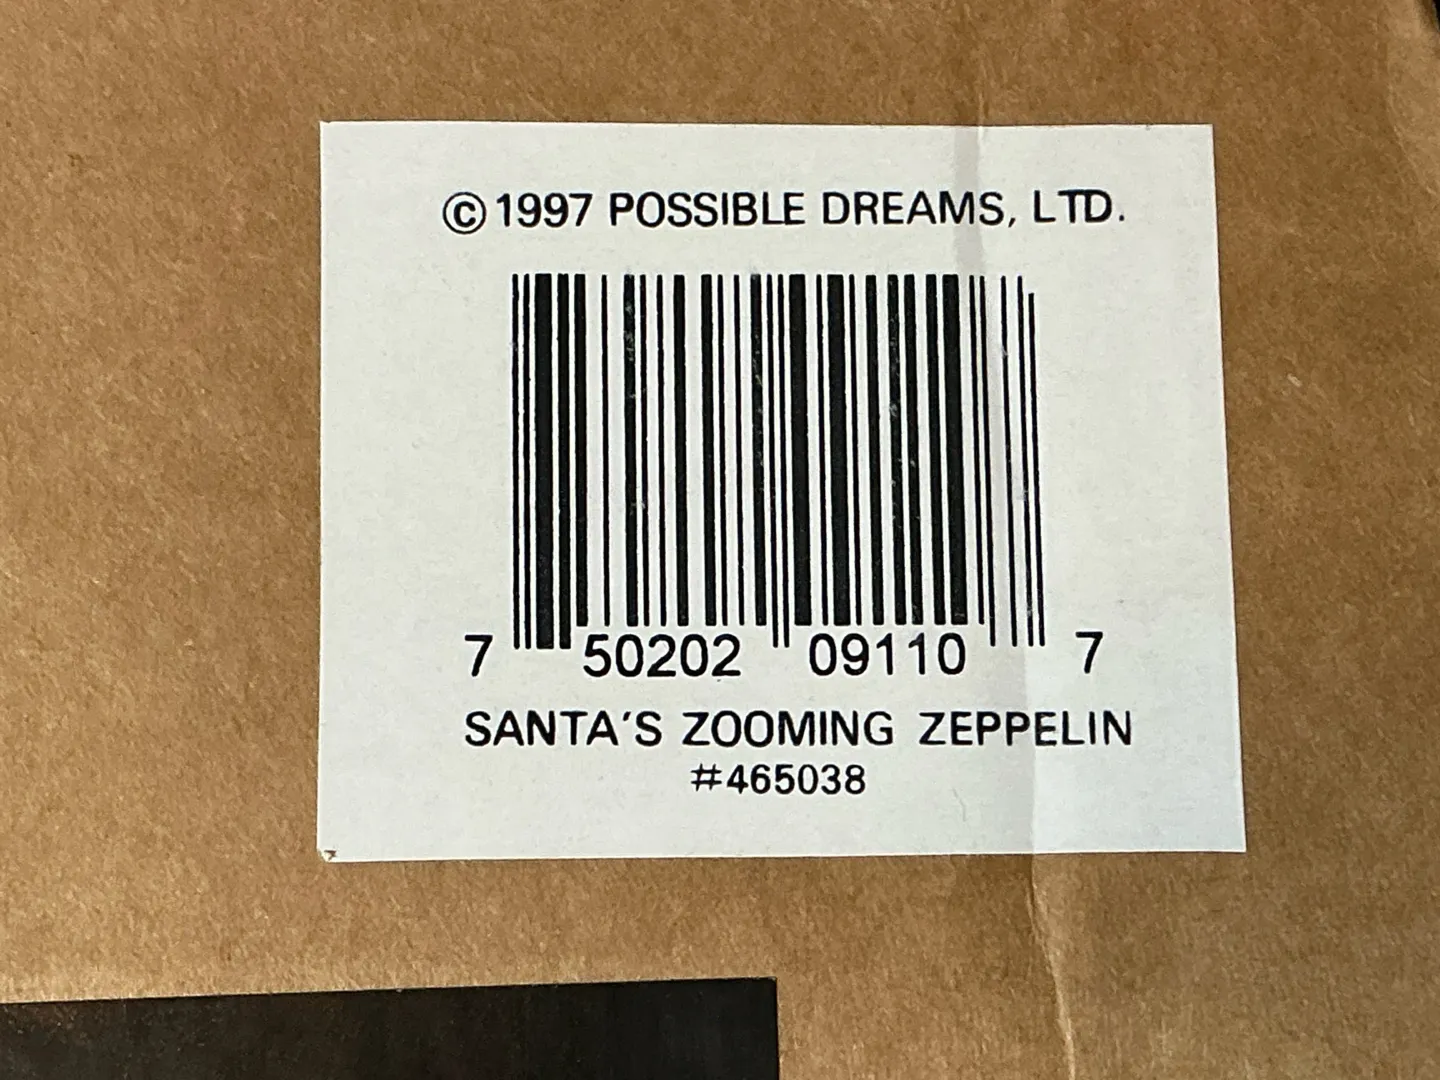 ©1997 POSSIBLE DREAMS, LTD.
7 50202 09110 7
SANTA'S ZOOMING ZEPPELIN
#465038